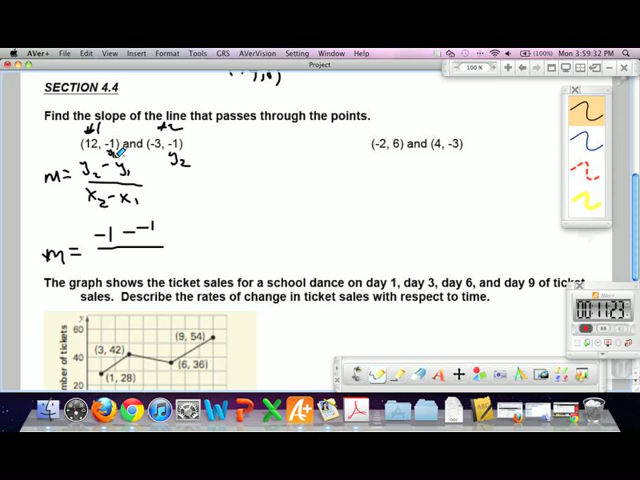 AVer+ File Edit Menu Format Tools GRS AVerVision Setting Window Help (100%) Mon 3:59:32 PM
Project
100 %
SECTION 4.4
Find the slope of the line that passes through the points.
x1 x2
(12, -1) and (-3, -1) (-2, 6) and (4, -3)
y2
m = y2 - y1
x2 - x1
m = -1 - -1
00:11:23
The graph shows the ticket sales for a school dance on day 1, day 3, day 6, and day 9 of ticket
sales. Describe the rates of change in ticket sales with respect to time.
y
60
40
20
(9, 54)
(3, 42)
(6, 36)
(1, 28)